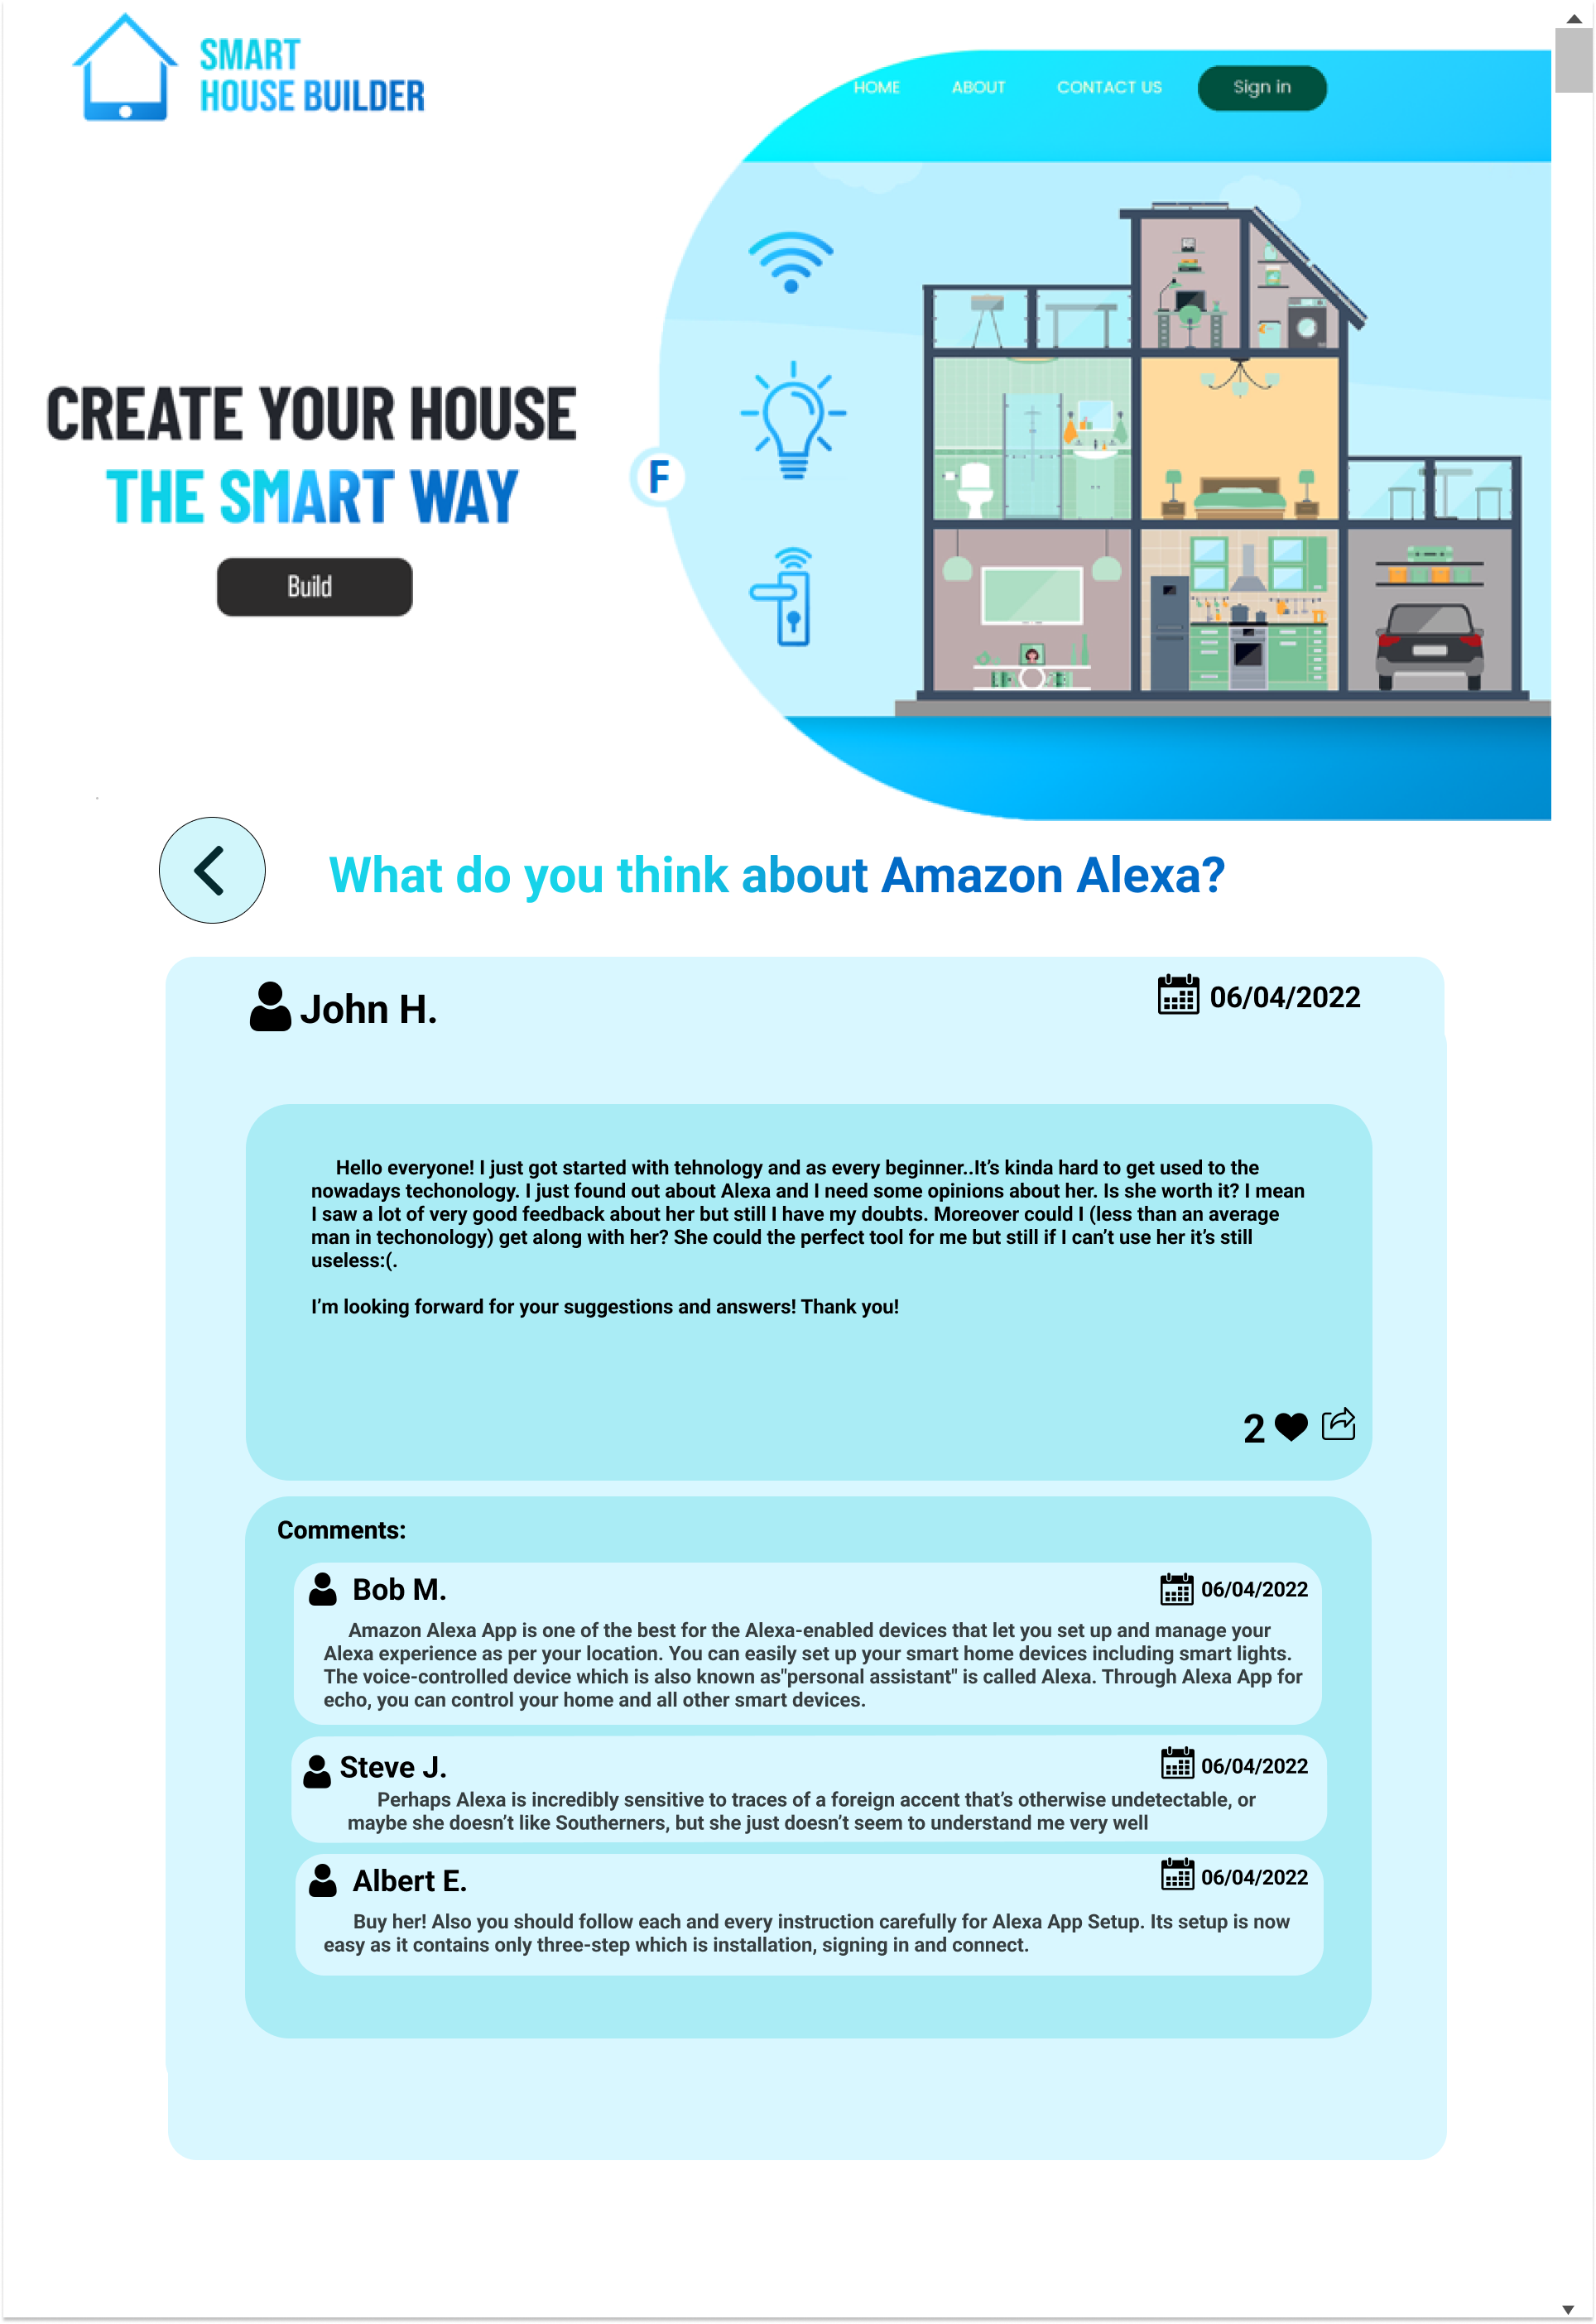 SMART
HOUSE BUILDER
HOME ABOUT CONTACT US Sign in
CREATE YOUR HOUSE
THE SMART WAY
F
Build
What do you think about Amazon Alexa?
John H.
06/04/2022
Hello everyone! I just got started with tehnology and as every beginner..It’s kinda hard to get used to the
nowadays techonology. I just found out about Alexa and I need some opinions about her. Is she worth it? I mean
I saw a lot of very good feedback about her but still I have my doubts. Moreover could I (less than an average
man in techonology) get along with her? She could the perfect tool for me but still if I can’t use her it’s still
useless:(.
I’m looking forward for your suggestions and answers! Thank you!
2
Comments:
Bob M.
06/04/2022
Amazon Alexa App is one of the best for the Alexa-enabled devices that let you set up and manage your
Alexa experience as per your location. You can easily set up your smart home devices including smart lights.
The voice-controlled device which is also known as"personal assistant" is called Alexa. Through Alexa App for
echo, you can control your home and all other smart devices.
Steve J.
06/04/2022
Perhaps Alexa is incredibly sensitive to traces of a foreign accent that’s otherwise undetectable, or
maybe she doesn’t like Southerners, but she just doesn’t seem to understand me very well
Albert E.
06/04/2022
Buy her! Also you should follow each and every instruction carefully for Alexa App Setup. Its setup is now
easy as it contains only three-step which is installation, signing in and connect.